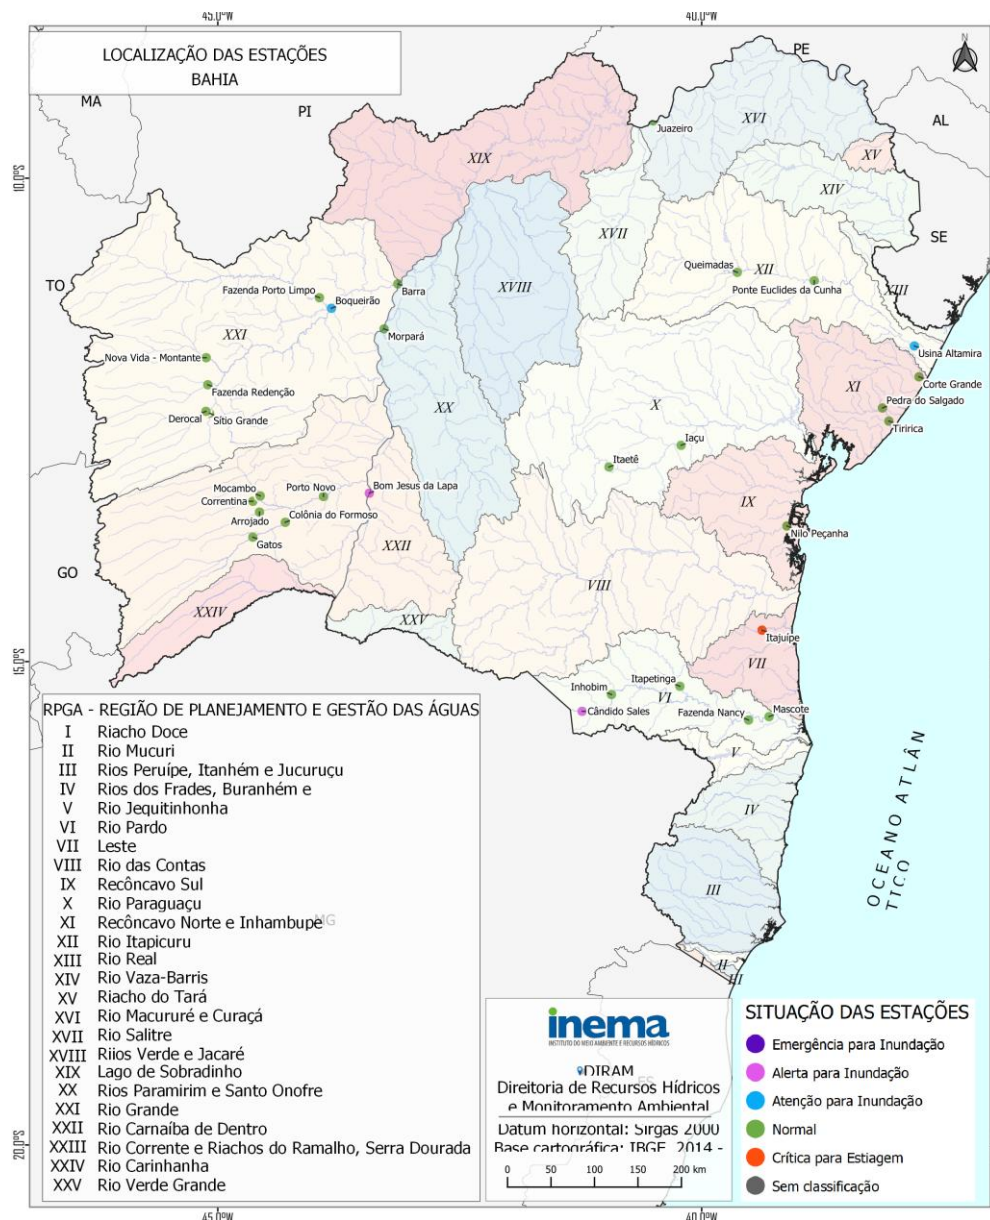 45.0°W
40.0°W
LOCALIZAÇÃO DAS ESTAÇÕES
BAHIA
N
PE
MA
PI
AL
SE
TO
GO
MG
ES
10.0°S
15.0°S
20.0°S
XIX
XVI
XV
XIV
XVII
XVIII
XII
XIII
XXI
XX
X
XI
IX
XXII
VIII
XXIV
XXV
VII
VI
V
IV
III
I
II
III
Juazeiro
Queimadas
Ponte Euclides da Cunha
Fazenda Porto Limpo
Boqueirão
Barra
Morpará
Nova Vida - Montante
Usina Altamira
Corte Grande
Fazenda Redenção
Pedra do Salgado
Derocal
Sítio Grande
Tiririca
Iaçu
Itaetê
Mocambo
Porto Novo
Bom Jesus da Lapa
Correntina
Arrojado
Colônia do Formoso
Gatos
Nilo Peçanha
Itajuípe
Itapetinga
Inhobim
Cândido Sales
Fazenda Nancy
Mascote
OCEANO ATLÂN
TICO
RPGA - REGIÃO DE PLANEJAMENTO E GESTÃO DAS ÁGUAS
I Riacho Doce
II Rio Mucuri
III Rios Peruípe, Itanhém e Jucuruçu
IV Rios dos Frades, Buranhém e
V Rio Jequitinhonha
VI Rio Pardo
VII Leste
VIII Rio das Contas
IX Recôncavo Sul
X Rio Paraguaçu
XI Recôncavo Norte e Inhambupe
XII Rio Itapicuru
XIII Rio Real
XIV Rio Vaza-Barris
XV Riacho do Tará
XVI Rio Macururé e Curaçá
XVII Rio Salitre
XVIII Riios Verde e Jacaré
XIX Lago de Sobradinho
XX Rios Paramirim e Santo Onofre
XXI Rio Grande
XXII Rio Carnaíba de Dentro
XXIII Rio Corrente e Riachos do Ramalho, Serra Dourada
XXIV Rio Carinhanha
XXV Rio Verde Grande
inema
INSTITUTO DO MEIO AMBIENTE E RECURSOS HÍDRICOS
DIRAM
Direitoria de Recursos Hídricos
e Monitoramento Ambiental
Datum horizontal: Sirgas 2000
Base cartográfica: IBGE, 2014 -
0 50 100 150 200 km
SITUAÇÃO DAS ESTAÇÕES
Emergência para Inundação
Alerta para Inundação
Atenção para Inundação
Normal
Crítica para Estiagem
Sem classificação
45.0°W
40.0°W